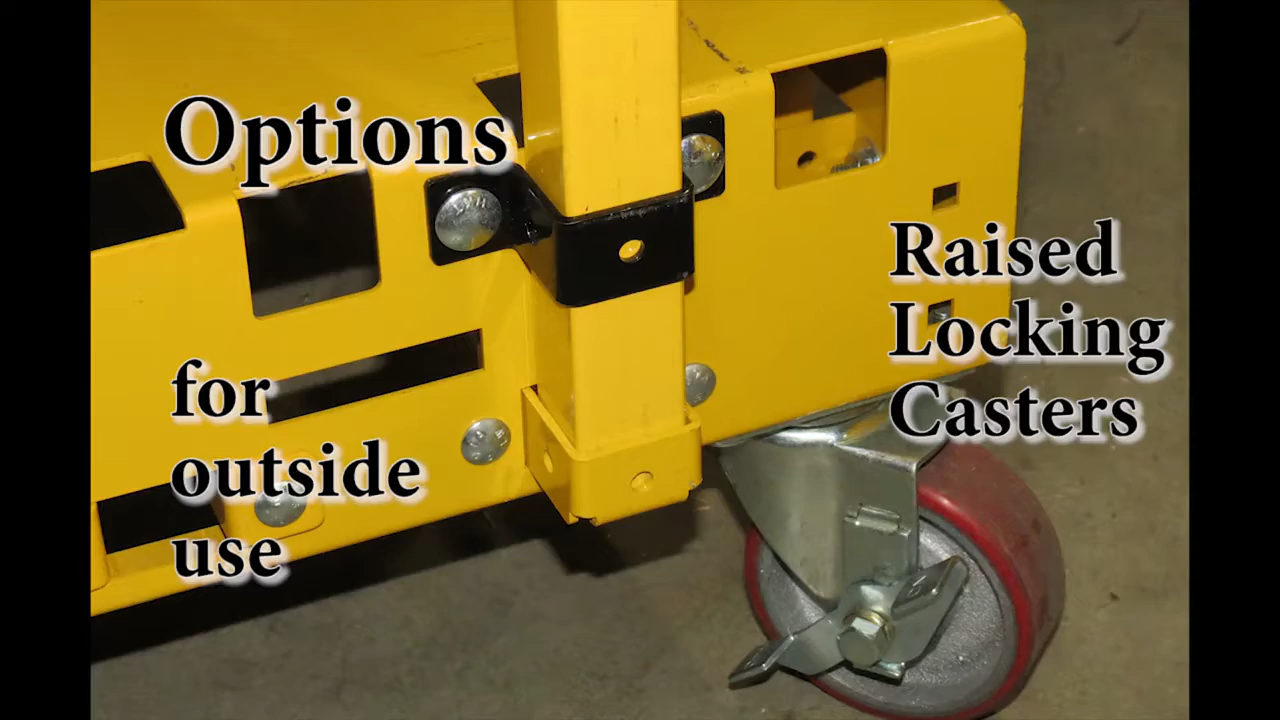 Options
for
outside
use
Raised
Locking
Casters